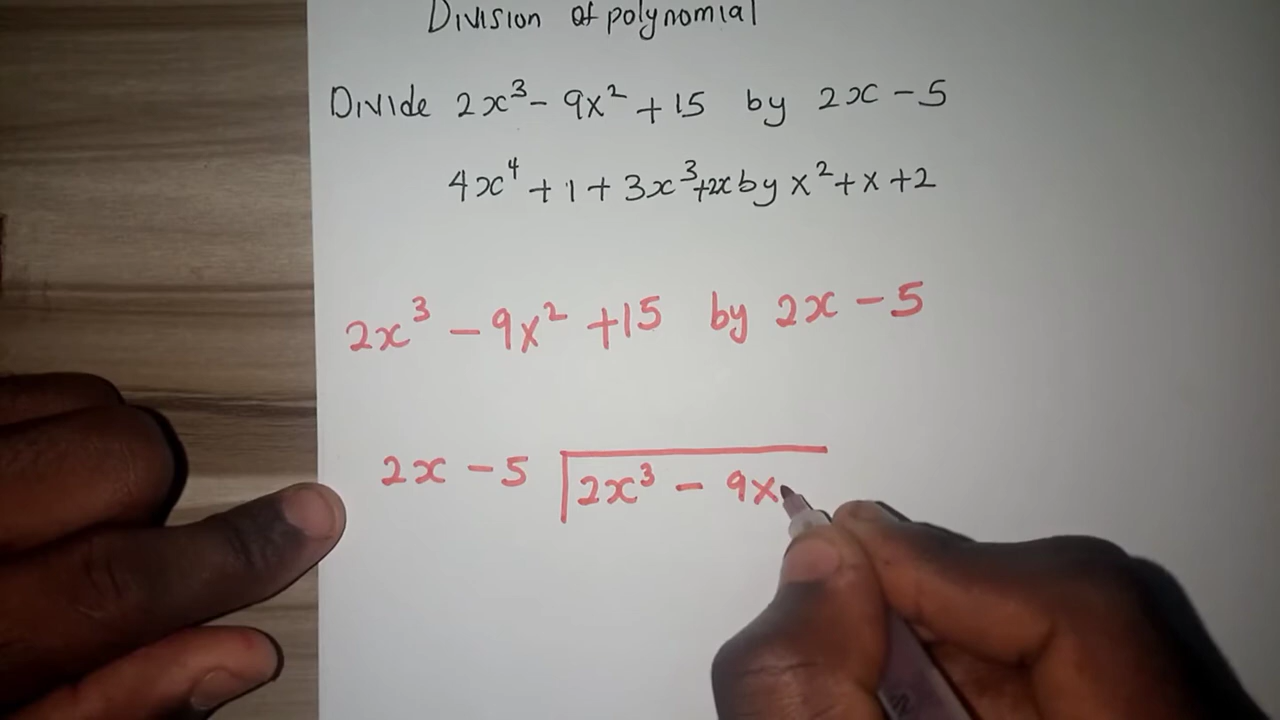 Division of polynomial
Divide 2x³ - 9x² + 15 by 2x - 5
4x⁴ + 1 + 3x³ + 2x by x² + x + 2
2x³ - 9x² + 15 by 2x - 5
2x - 5 2x³ - 9x